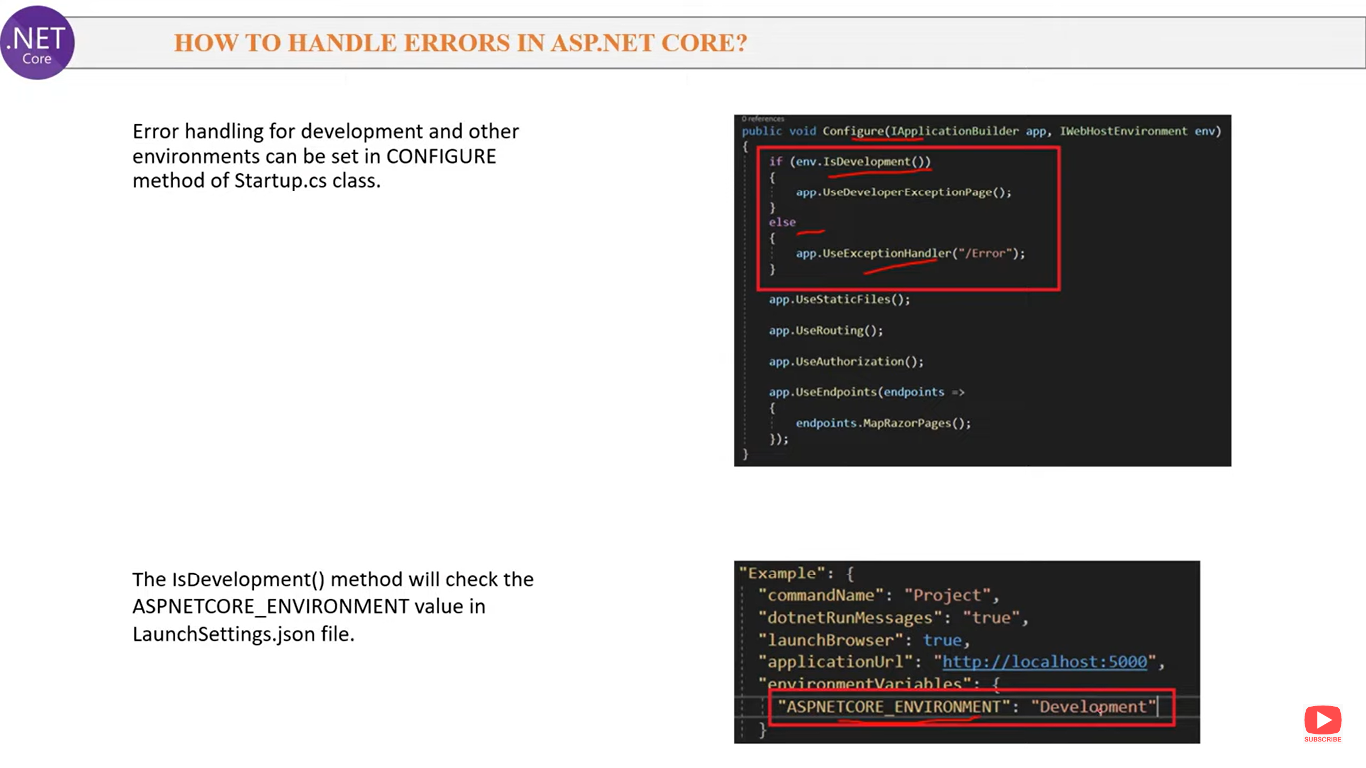 .NET
Core
HOW TO HANDLE ERRORS IN ASP.NET CORE?
Error handling for development and other
environments can be set in CONFIGURE
method of Startup.cs class.
0 references
public void Configure(IApplicationBuilder app, IWebHostEnvironment env)
{
if (env.IsDevelopment())
{
app.UseDeveloperExceptionPage();
}
else
{
app.UseExceptionHandler("/Error");
}
app.UseStaticFiles();
app.UseRouting();
app.UseAuthorization();
app.UseEndpoints(endpoints =>
{
endpoints.MapRazorPages();
});
}
The IsDevelopment() method will check the
ASPNETCORE_ENVIRONMENT value in
LaunchSettings.json file.
"Example": {
"commandName": "Project",
"dotnetRunMessages": "true",
"launchBrowser": true,
"applicationUrl": "http://localhost:5000",
"environmentVariables": {
"ASPNETCORE_ENVIRONMENT": "Development"
}
SUBSCRIBE